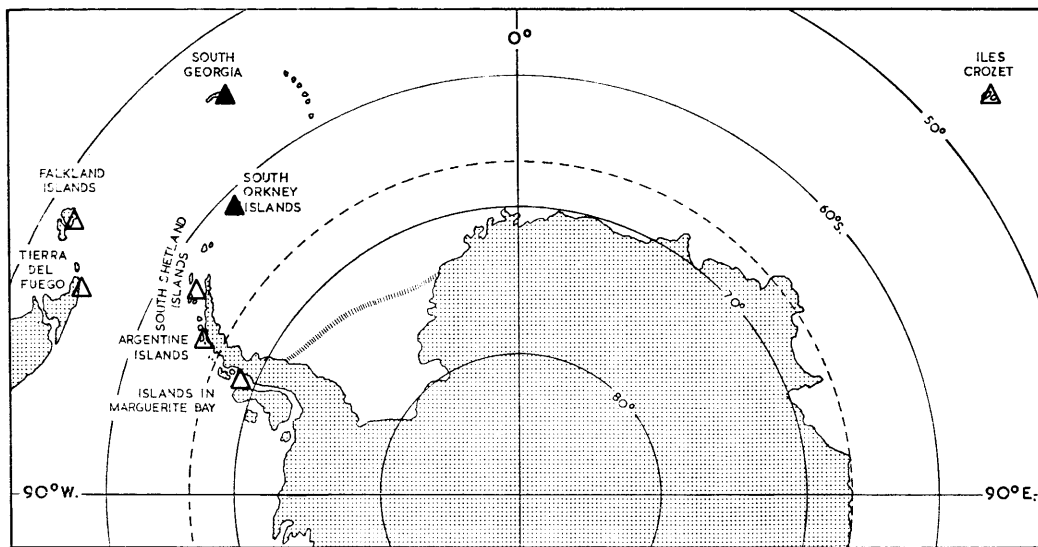 0°
SOUTH
GEORGIA
ILES
CROZET
50°
FALKLAND
ISLANDS
SOUTH
ORKNEY
ISLANDS
60°S.
TIERRA
DEL
FUEGO
SOUTH SHETLAND
ISLANDS
70°
ARGENTINE
ISLANDS
ISLANDS IN
MARGUERITE BAY
80°
90°W.
90°E.